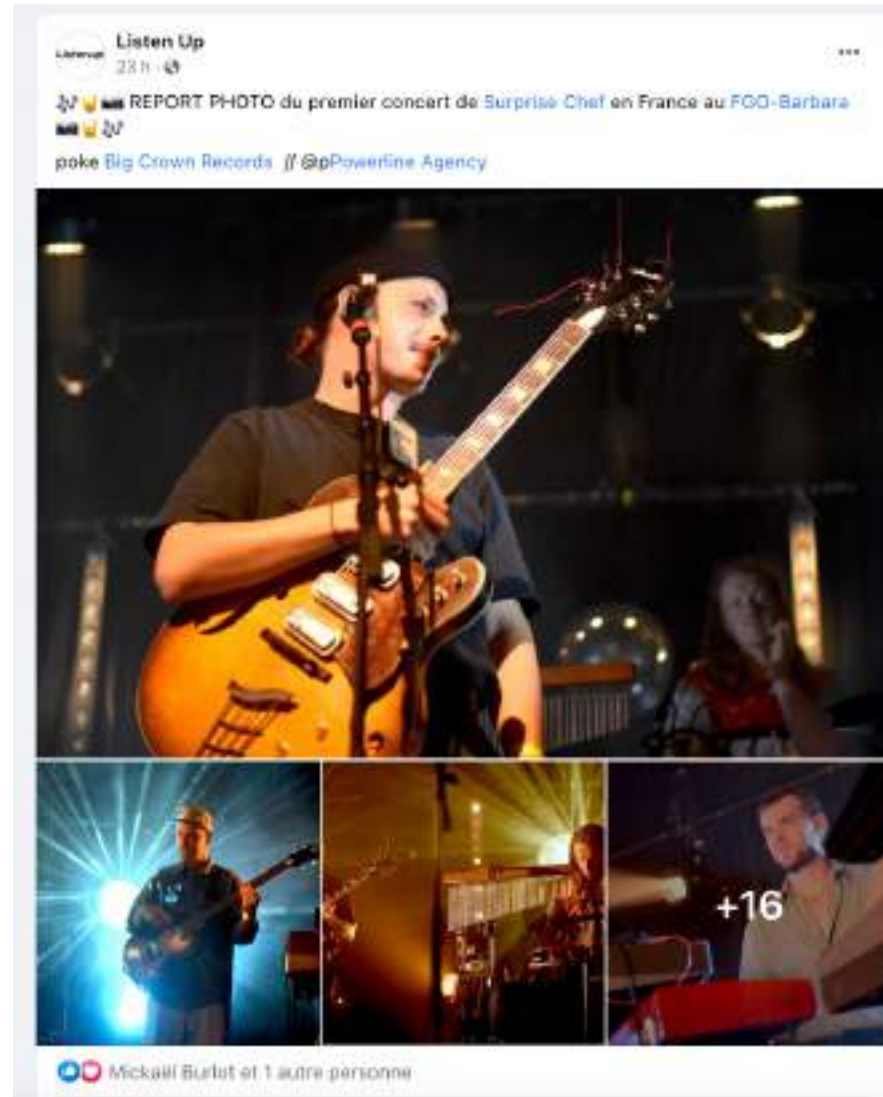 Listen Up
Listenup!
23 h
REPORT PHOTO du premier concert de Surprise Chef en France au FGO-Barbara
poke Big Crown Records // @pPowerline Agency
+16
Mickaël Burlot et 1 autre personne